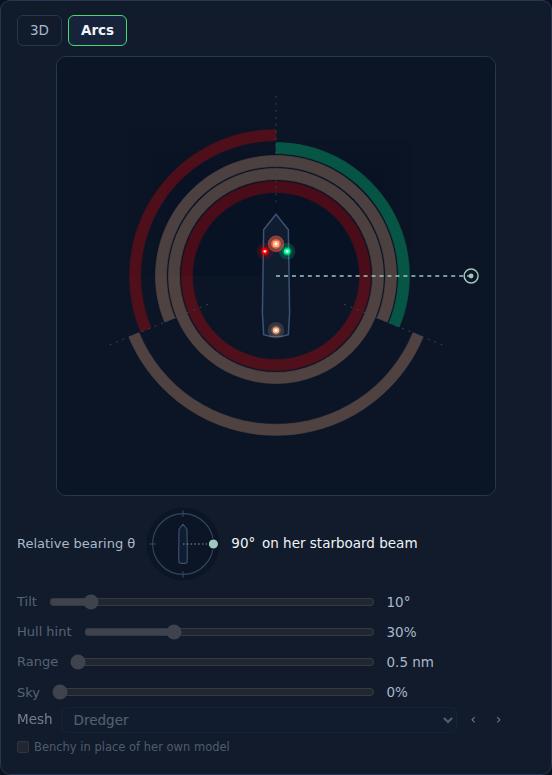 3D Arcs
Relative bearing θ 90° on her starboard beam
Tilt 10°
Hull hint 30%
Range 0.5 nm
Sky 0%
Mesh Dredger ‹ ›
Benchy in place of her own model